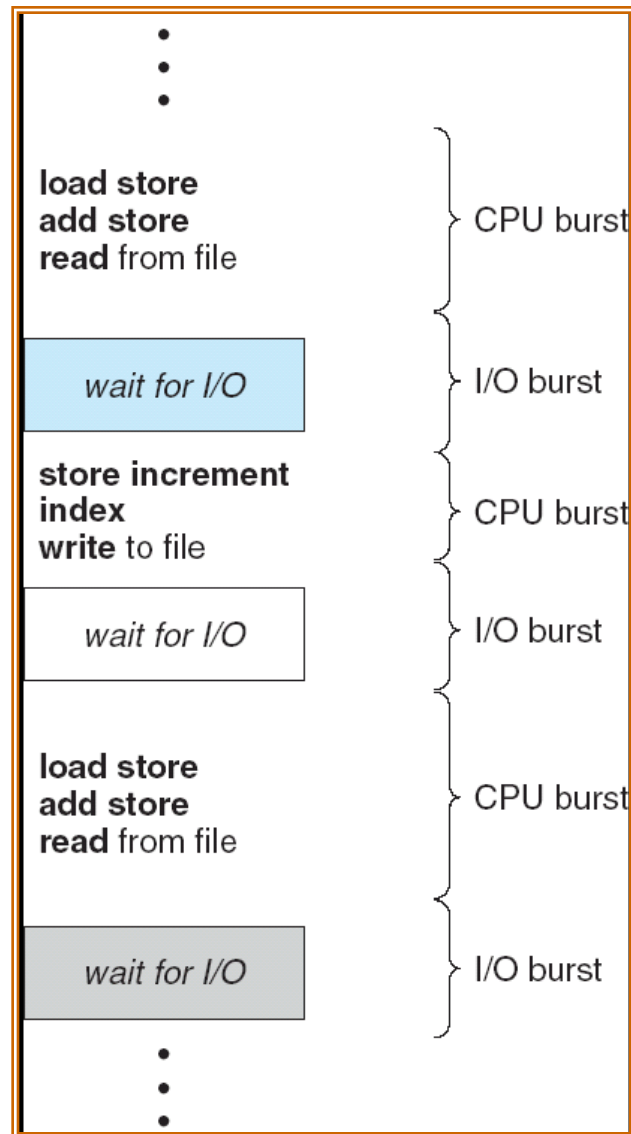 load store
add store
read from file
CPU burst
wait for I/O
I/O burst
store increment
index
write to file
CPU burst
wait for I/O
I/O burst
load store
add store
read from file
CPU burst
wait for I/O
I/O burst